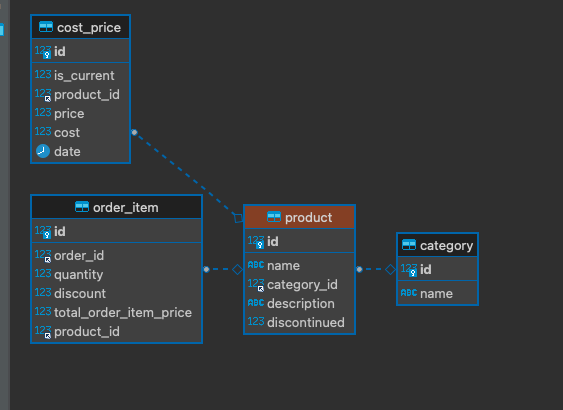 cost_price
123 id
123 is_current
123 product_id
123 price
123 cost
date
order_item
123 id
123 order_id
123 quantity
123 discount
123 total_order_item_price
123 product_id
product
123 id
ABC name
123 category_id
ABC description
123 discontinued
category
123 id
ABC name